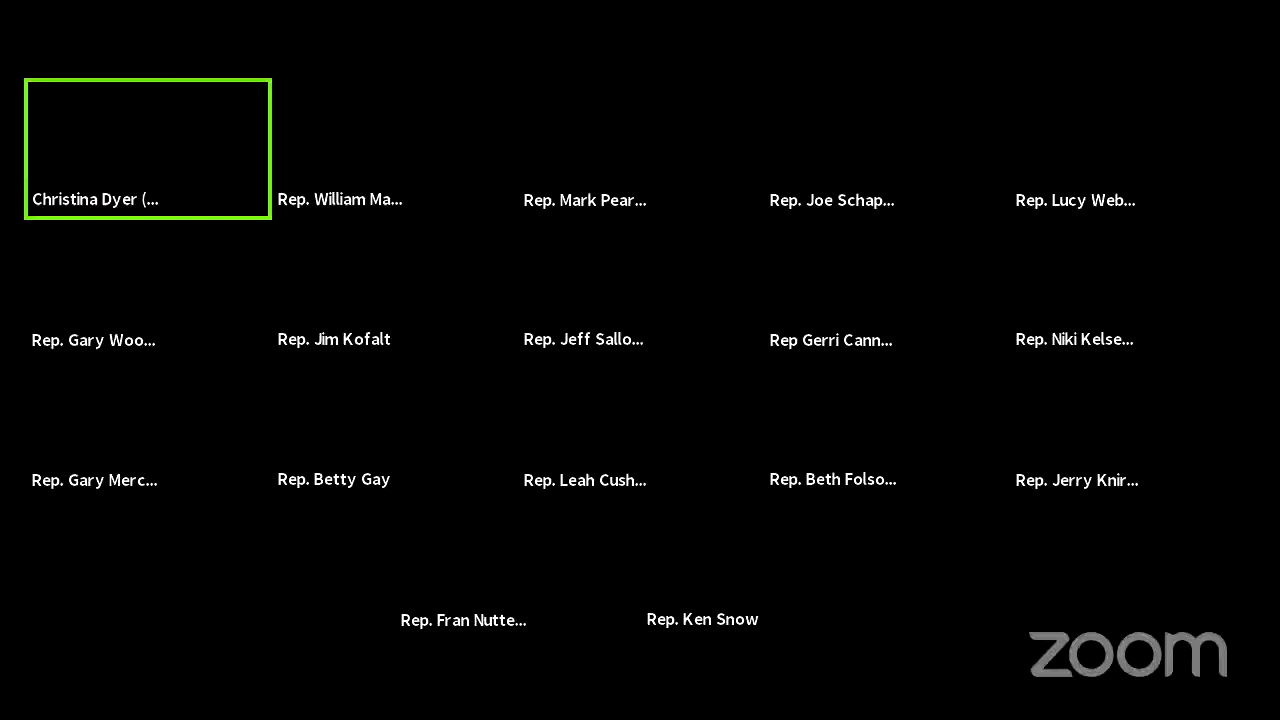 Christina Dyer (...
Rep. William Ma...
Rep. Mark Pear...
Rep. Joe Schap...
Rep. Lucy Web...
Rep. Gary Woo...
Rep. Jim Kofalt
Rep. Jeff Sallo...
Rep Gerri Cann...
Rep. Niki Kelse...
Rep. Gary Merc...
Rep. Betty Gay
Rep. Leah Cush...
Rep. Beth Folso...
Rep. Jerry Knir...
Rep. Fran Nutte...
Rep. Ken Snow
zoom